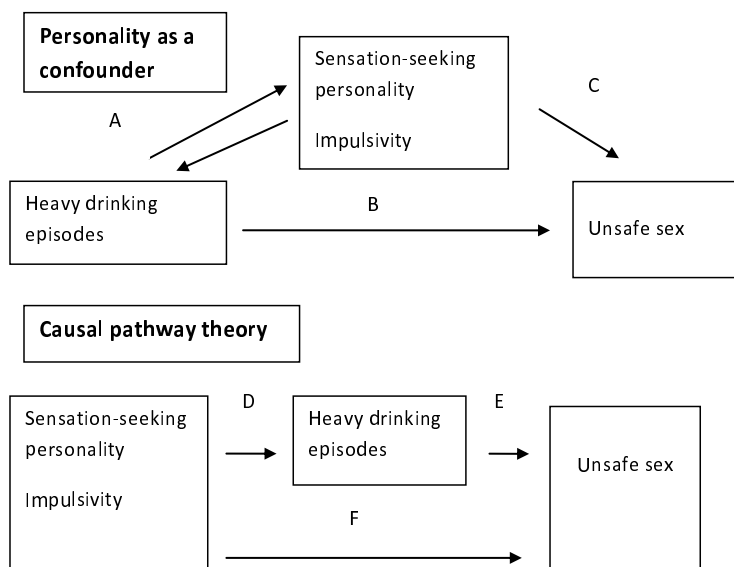 Personality as a
confounder
Sensation-seeking
personality
Impulsivity
A
C
Heavy drinking
episodes
B
Unsafe sex
Causal pathway theory
Sensation-seeking
personality
Impulsivity
D
Heavy drinking
episodes
E
Unsafe sex
F